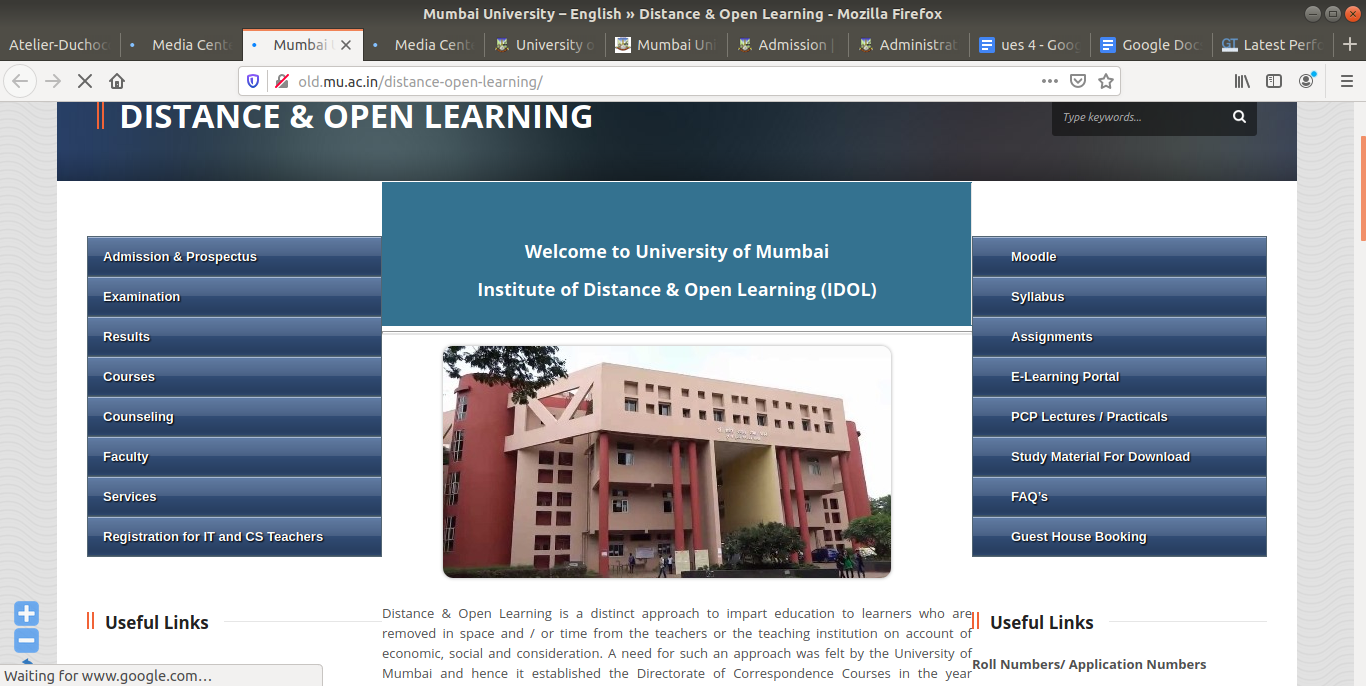 Mumbai University – English » Distance & Open Learning - Mozilla Firefox
Atelier-Duchoc
Media Cent
Mumbai
Media Cent
University o
Mumbai Uni
Admission |
Administrat
ues 4 - Goog
Google Doc
Latest Perfo
old.mu.ac.in/distance-open-learning/
DISTANCE & OPEN LEARNING
Type keywords...
Welcome to University of Mumbai
Institute of Distance & Open Learning (IDOL)
Admission & Prospectus
Examination
Results
Courses
Counseling
Faculty
Services
Registration for IT and CS Teachers
Moodle
Syllabus
Assignments
E-Learning Portal
PCP Lectures / Practicals
Study Material For Download
FAQ's
Guest House Booking
Useful Links
Distance & Open Learning is a distinct approach to impart education to learners who are
removed in space and / or time from the teachers or the teaching institution on account of
economic, social and consideration. A need for such an approach was felt by the University of
Mumbai and hence it established the Directorate of Correspondence Courses in the year
Useful Links
Roll Numbers/ Application Numbers
Waiting for www.google.com…